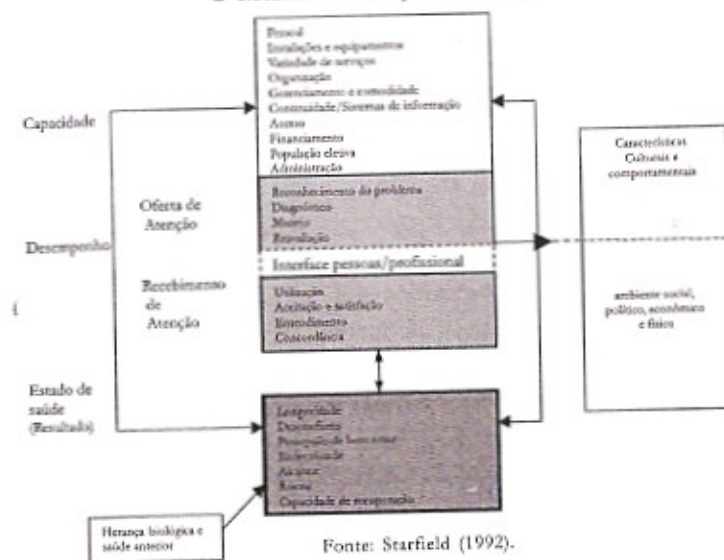 Capacidade
Desempenho
Estado de
saúde
(Resultado)
Oferta de
Atenção
Recebimento
de
Atenção
Pessoal
Instalações e equipamentos
Variedade de serviços
Organização
Gerenciamento e comodidade
Continuidade/Sistemas de informação
Acesso
Financiamento
População eletiva
Administração
Reconhecimento do problema
Diagnóstico
Manejo
Reavaliação
Interface pessoas/profissional
Utilização
Aceitação e satisfação
Entendimento
Concordância
Longevidade
Desconforto
Percepção de bem-estar
Alcance
Riscos
Capacidade de recuperação
Características
Culturais e
comportamentais
ambiente social,
político, econômico
e físico
Herança biológica e
saúde anterior
Fonte: Starfield (1992).